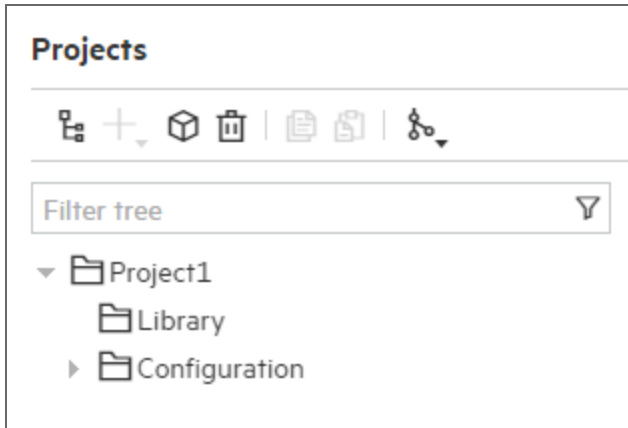 Projects
Filter tree
Project1
Library
Configuration